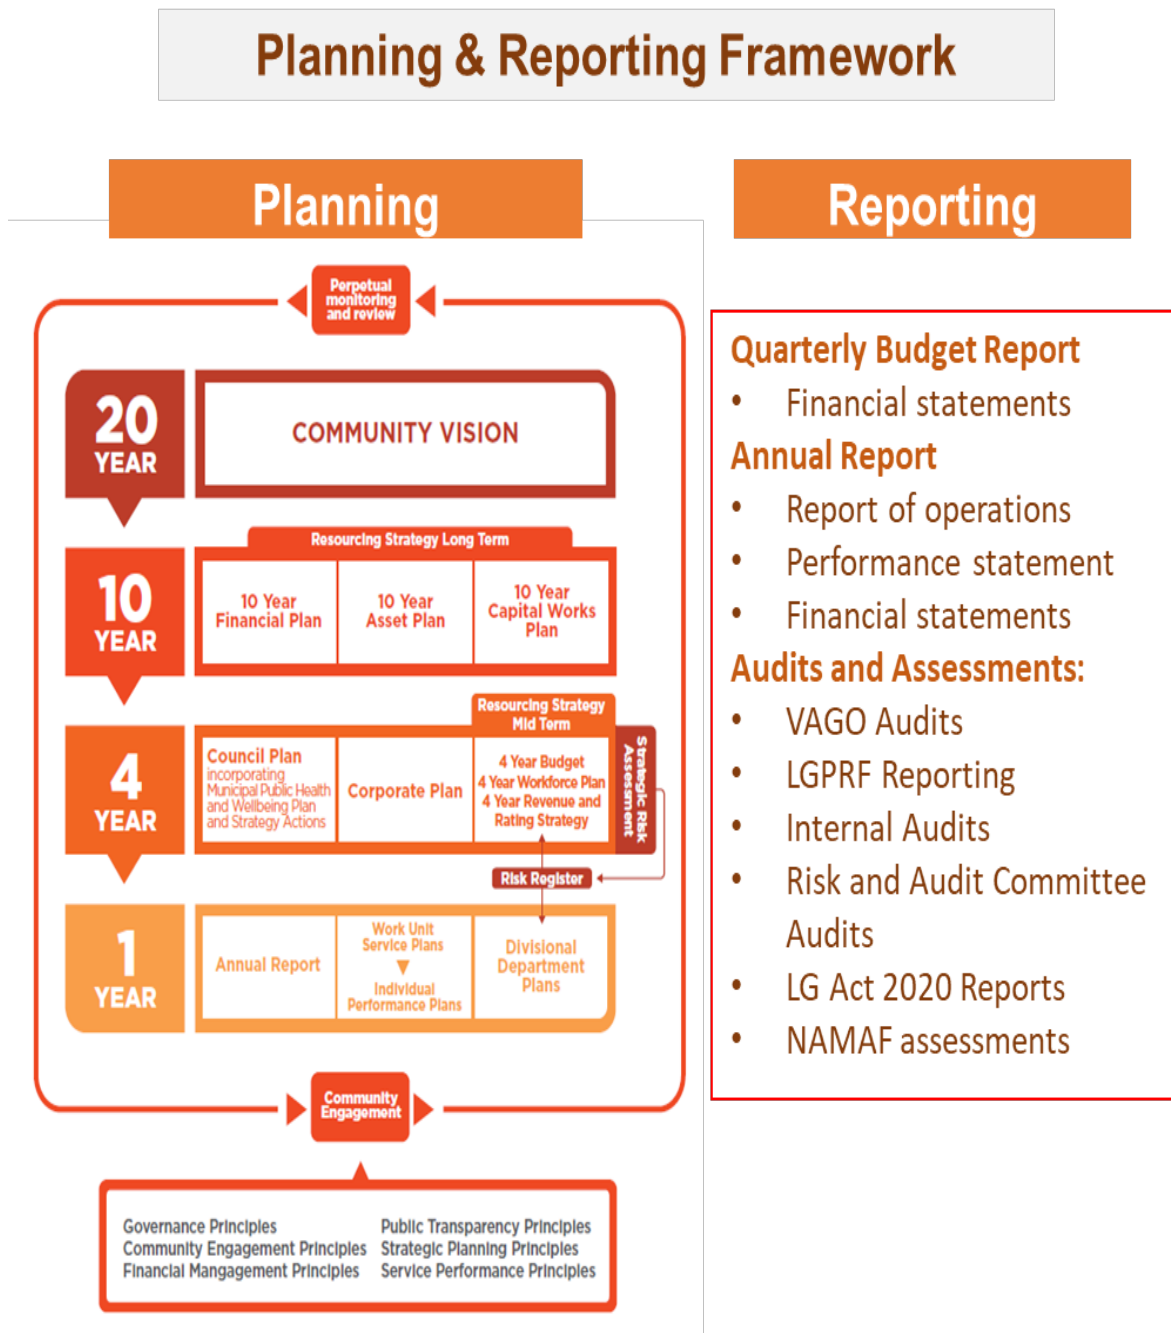 Planning & Reporting Framework
Planning
Perpetual
monitoring
and review
20
YEAR
COMMUNITY VISION
10
YEAR
Resourcing Strategy Long Term
10 Year
Financial Plan
10 Year
Asset Plan
10 Year
Capital Works
Plan
4
YEAR
Council Plan
incorporating
Municipal Public Health
and Wellbeing Plan
and Strategy Actions
Corporate Plan
Resourcing Strategy
Mid Term
4 Year Budget
4 Year Workforce Plan
4 Year Revenue and
Rating Strategy
Strategic Risk
Assessment
Risk Register
1
YEAR
Annual Report
Work Unit
Service Plans
Individual
Performance Plans
Divisional
Department
Plans
Community
Engagement
Governance Principles
Community Engagement Principles
Financial Mangagement Principles
Public Transparency Principles
Strategic Planning Principles
Service Performance Principles
Reporting
Quarterly Budget Report
• Financial statements
Annual Report
• Report of operations
• Performance statement
• Financial statements
Audits and Assessments:
• VAGO Audits
• LGPRF Reporting
• Internal Audits
• Risk and Audit Committee
Audits
• LG Act 2020 Reports
• NAMAF assessments